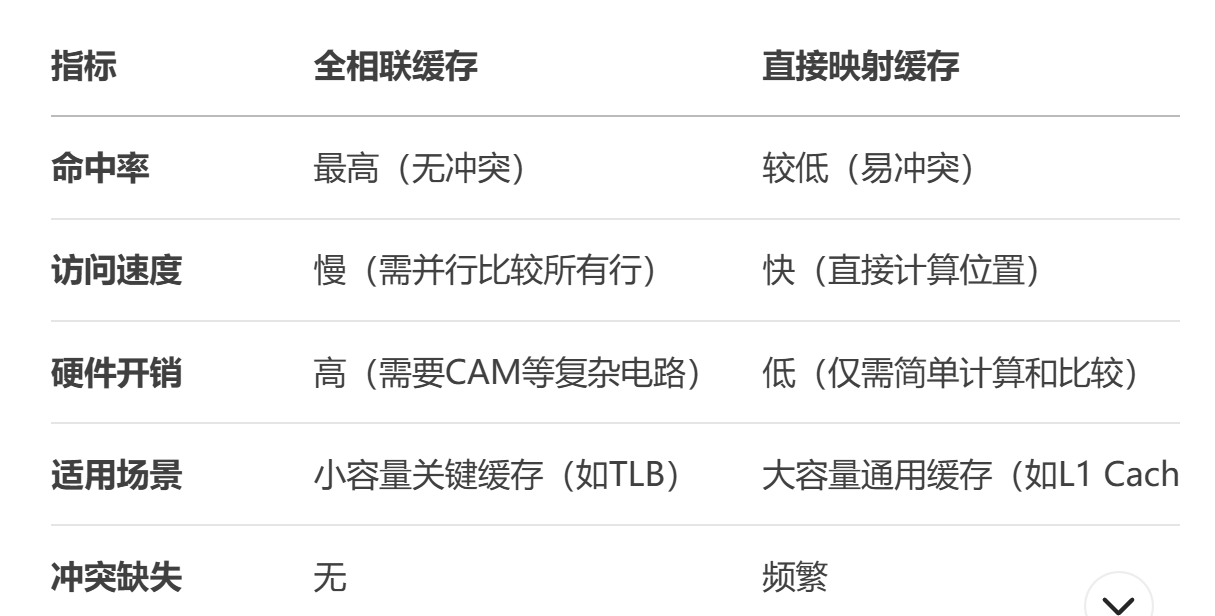 指标 全相联缓存 直接映射缓存
命中率 最高（无冲突） 较低（易冲突）
访问速度 慢（需并行比较所有行） 快（直接计算位置）
硬件开销 高（需要CAM等复杂电路） 低（仅需简单计算和比较）
适用场景 小容量关键缓存（如TLB） 大容量通用缓存（如L1 Cach
冲突缺失 无 频繁